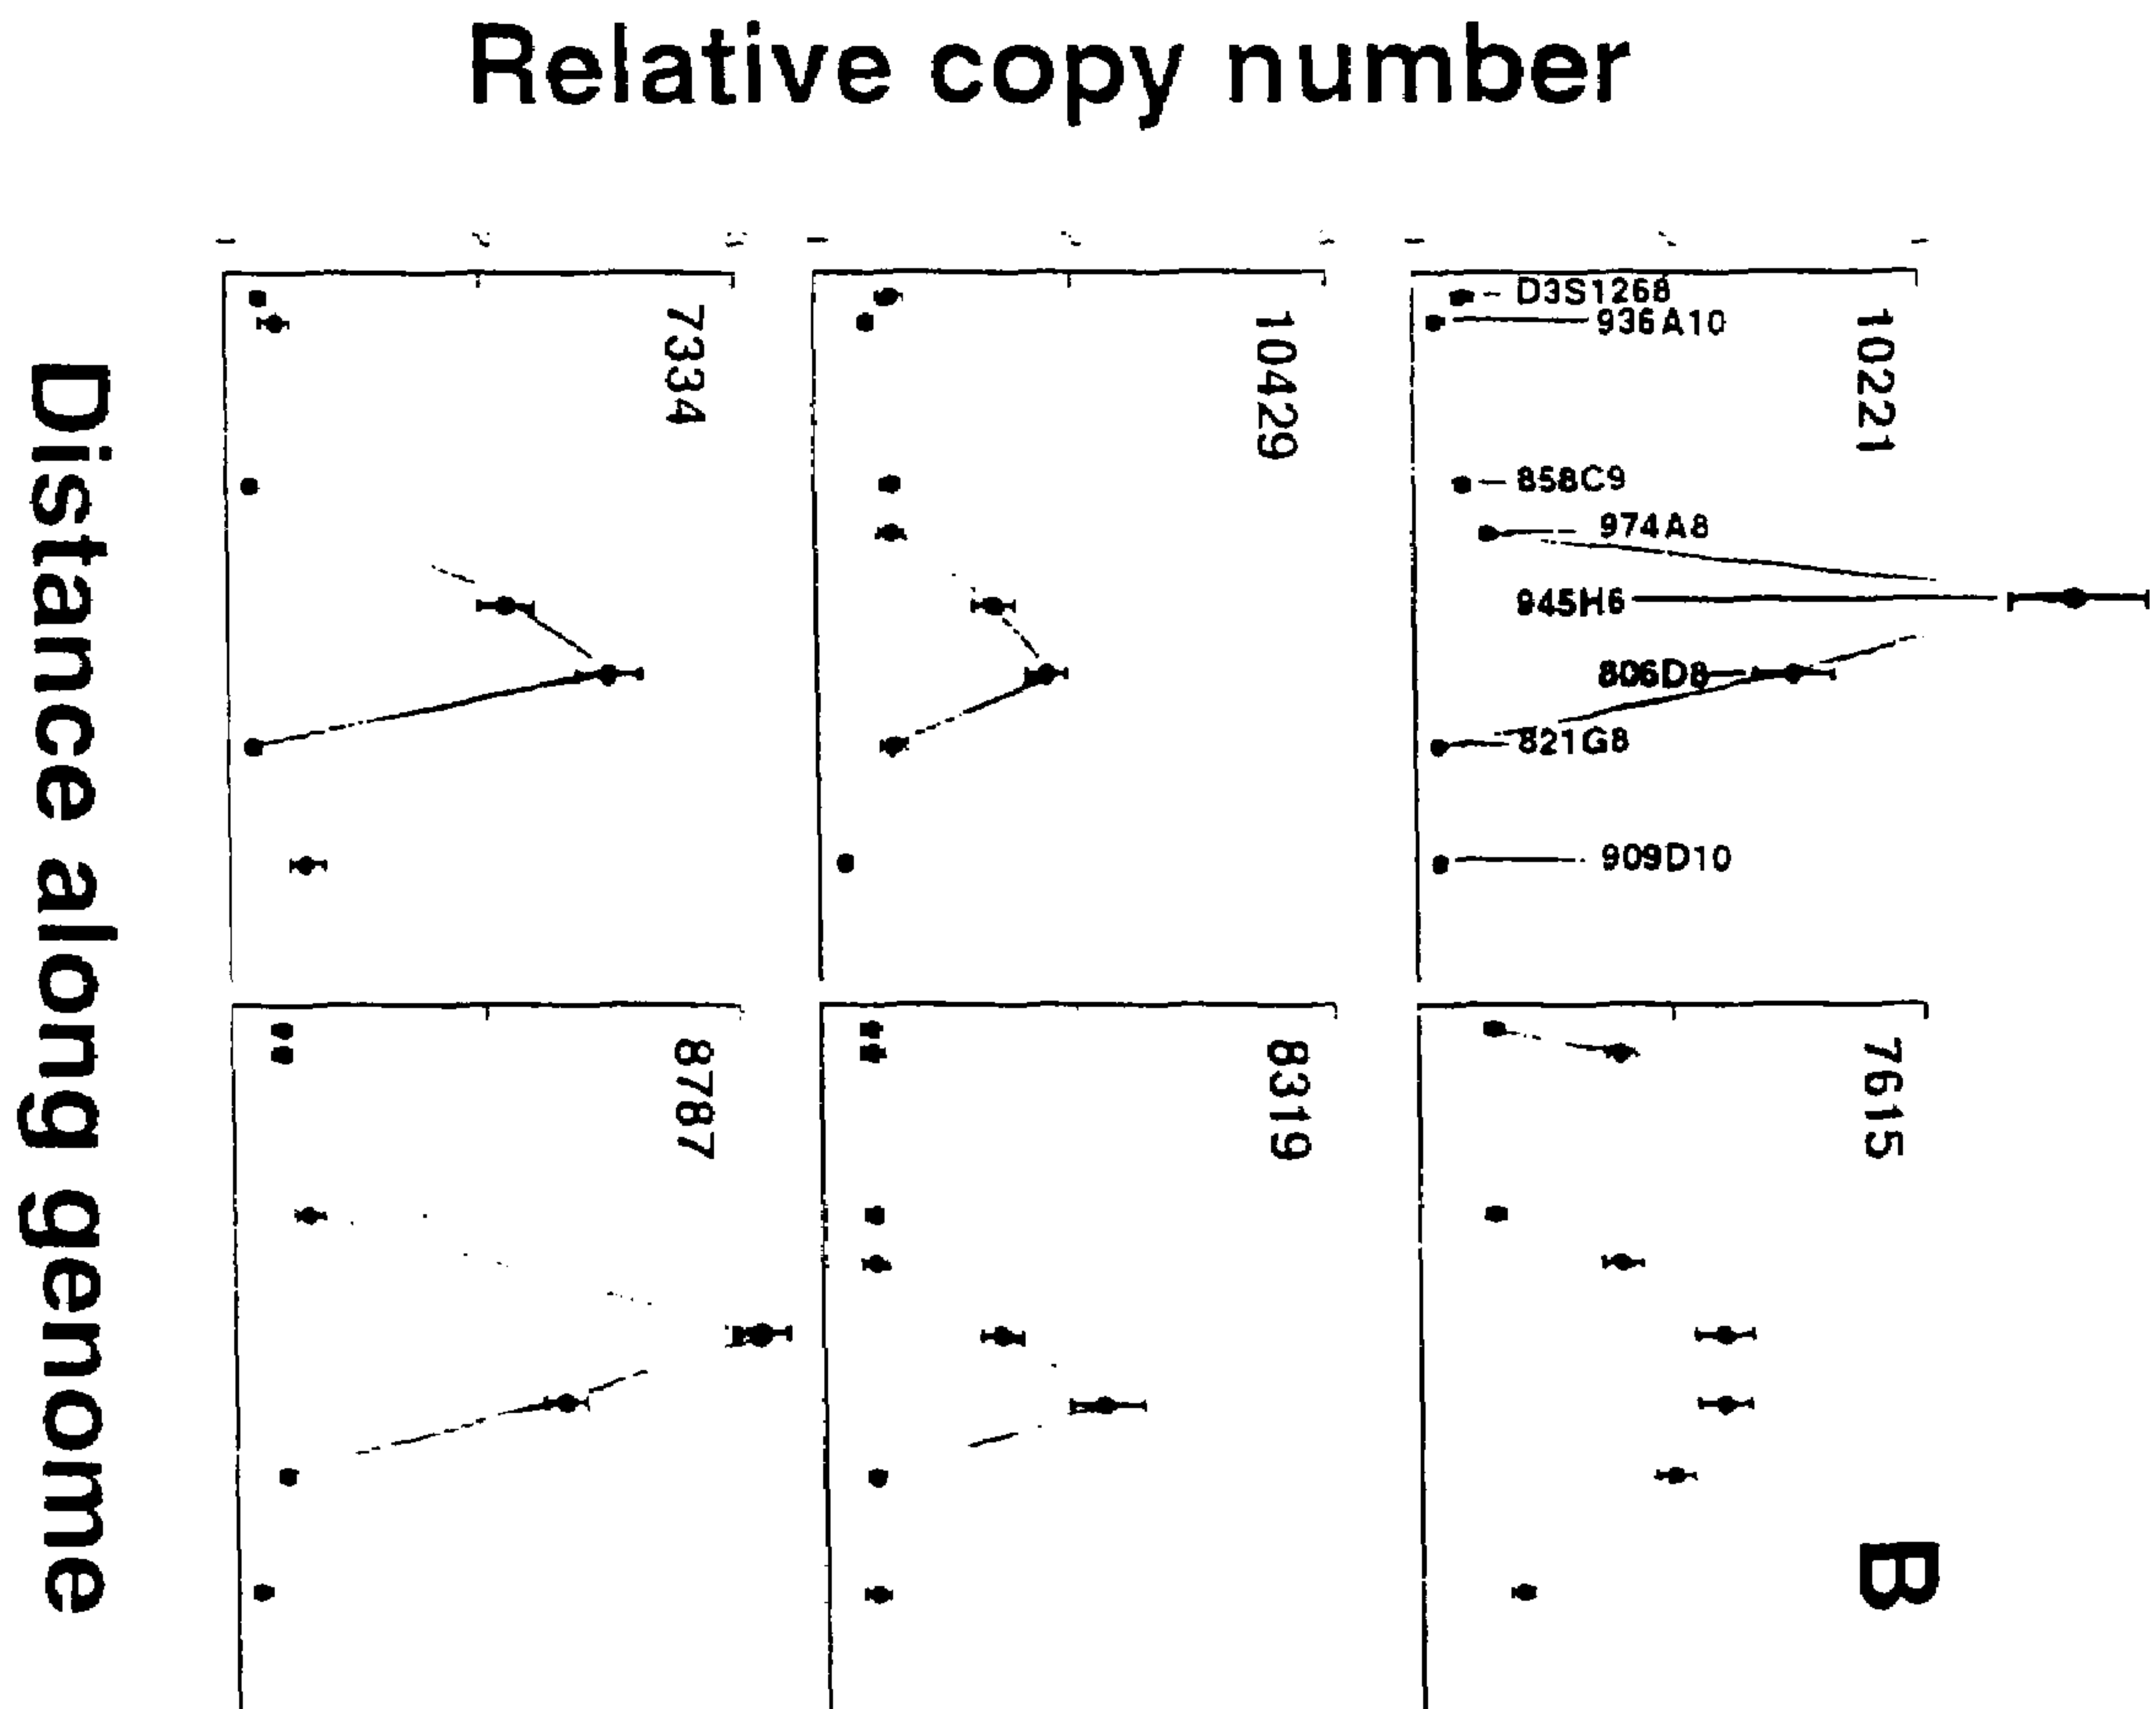 Relative copy number
10221
D3S1268
936A10
858C9
974A8
945H6
806D8
821G8
909D10
10429
7334
7615
8319
8787
B
Distance along genome